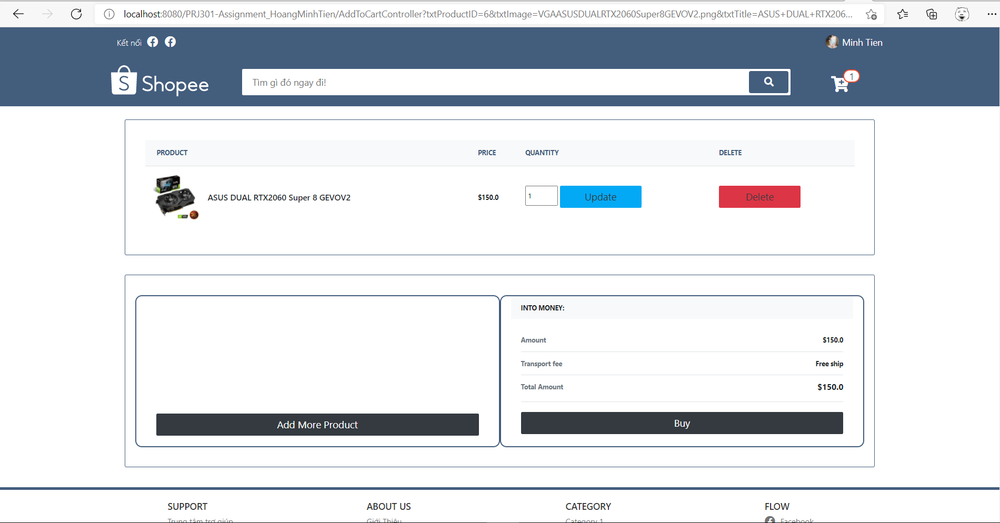 localhost:8080/PRJ301-Assignment_HoangMinhTien/AddToCartController?txtProductID=6&txtImage=VGAASUSDUALRTX2060Super8GEVOV2.png&txtTitle=ASUS+DUAL+RTX206...
Kết nối
Minh Tien
S Shopee
Tìm gì đó ngay đi!
1
PRODUCT PRICE QUANTITY DELETE
ASUS DUAL RTX2060 Super 8 GEVOV2 $150.0 1 Update Delete
INTO MONEY:
Amount $150.0
Transport fee Free ship
Total Amount $150.0
Add More Product
Buy
SUPPORT ABOUT US CATEGORY FLOW
Trung tâm trợ giúp Giới Thiệu Category 1 Facebook